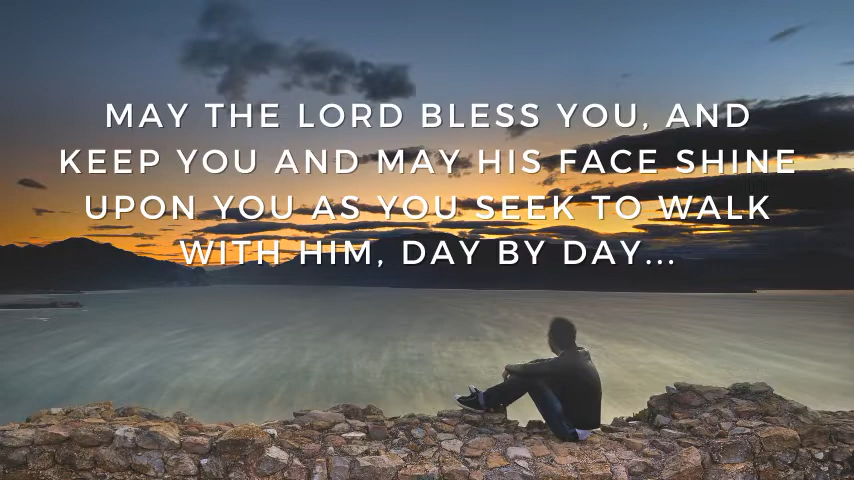 MAY THE LORD BLESS YOU, AND
KEEP YOU AND MAY HIS FACE SHINE
UPON YOU AS YOU SEEK TO WALK
WITH HIM, DAY BY DAY...